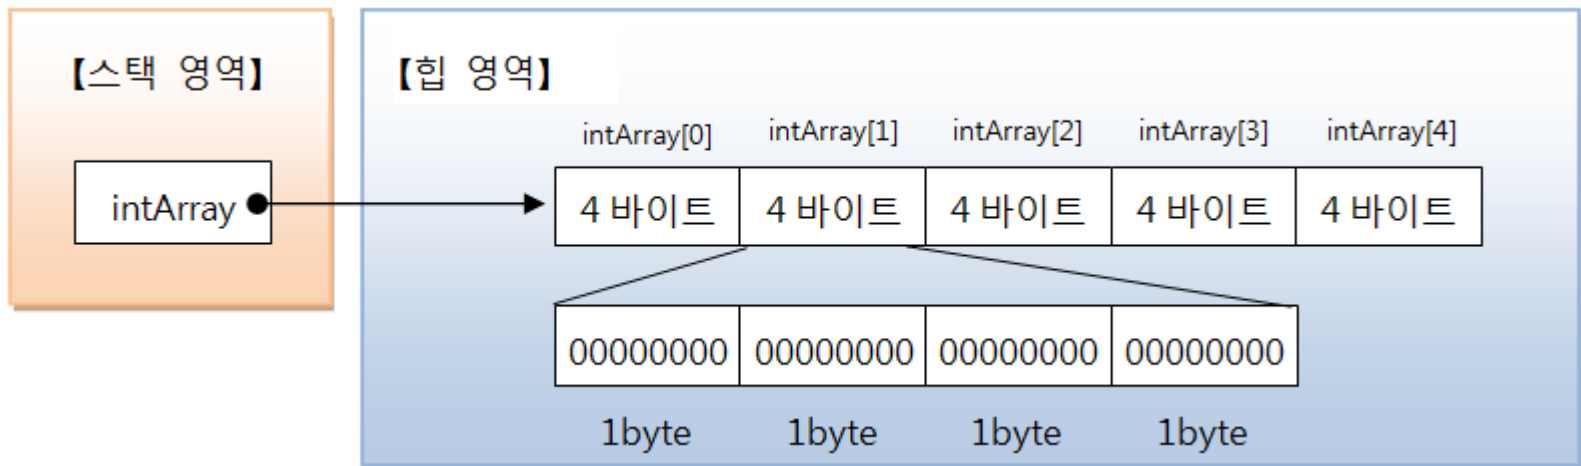 【스택 영역】
【힙 영역】
intArray[0] intArray[1] intArray[2] intArray[3] intArray[4]
intArray
4 바이트 4 바이트 4 바이트 4 바이트 4 바이트
00000000 00000000 00000000 00000000
1byte 1byte 1byte 1byte